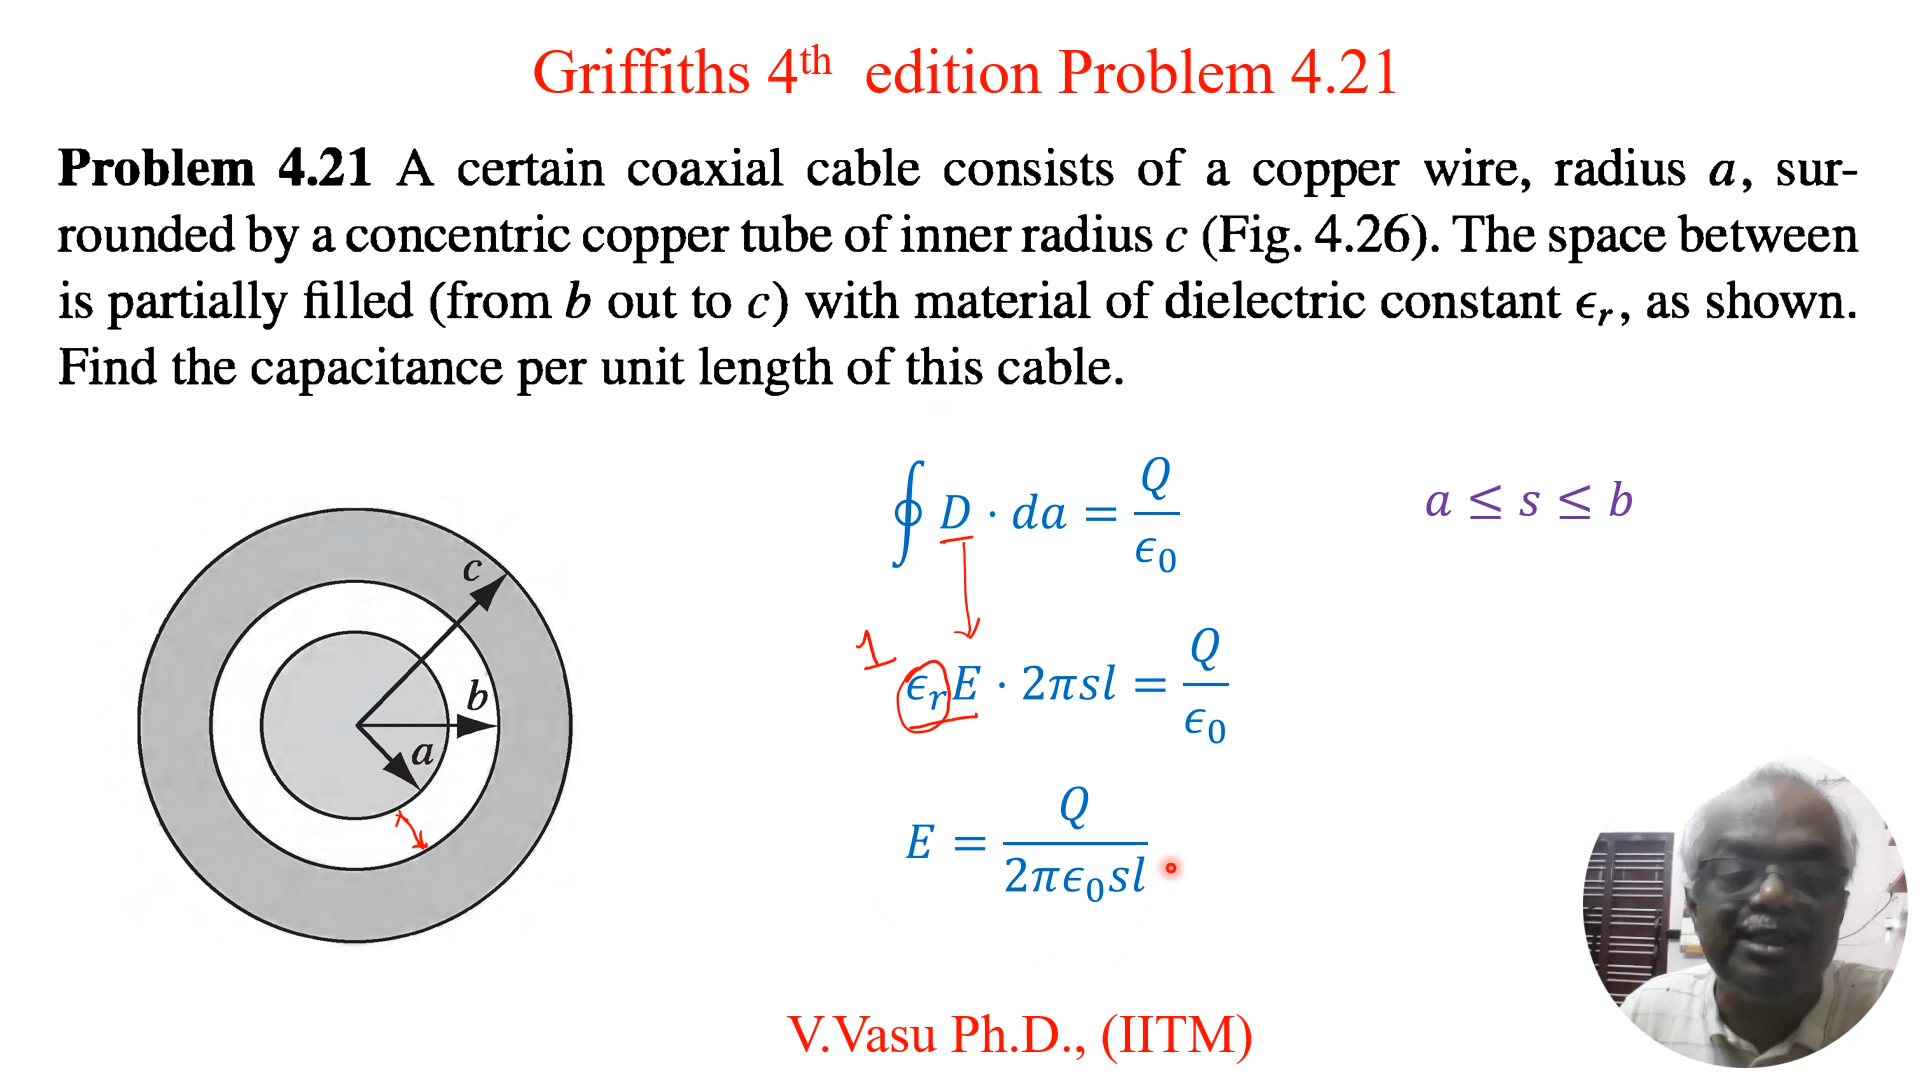 Griffiths 4th edition Problem 4.21
Problem 4.21 A certain coaxial cable consists of a copper wire, radius a, sur-
rounded by a concentric copper tube of inner radius c (Fig. 4.26). The space between
is partially filled (from b out to c) with material of dielectric constant ϵr, as shown.
Find the capacitance per unit length of this cable.
∮ D · da = Q/ϵ0
a ≤ s ≤ b
c
b
a
1
ϵrE · 2πsl = Q/ϵ0
E = Q/2πϵ0sl
V.Vasu Ph.D., (IITM)